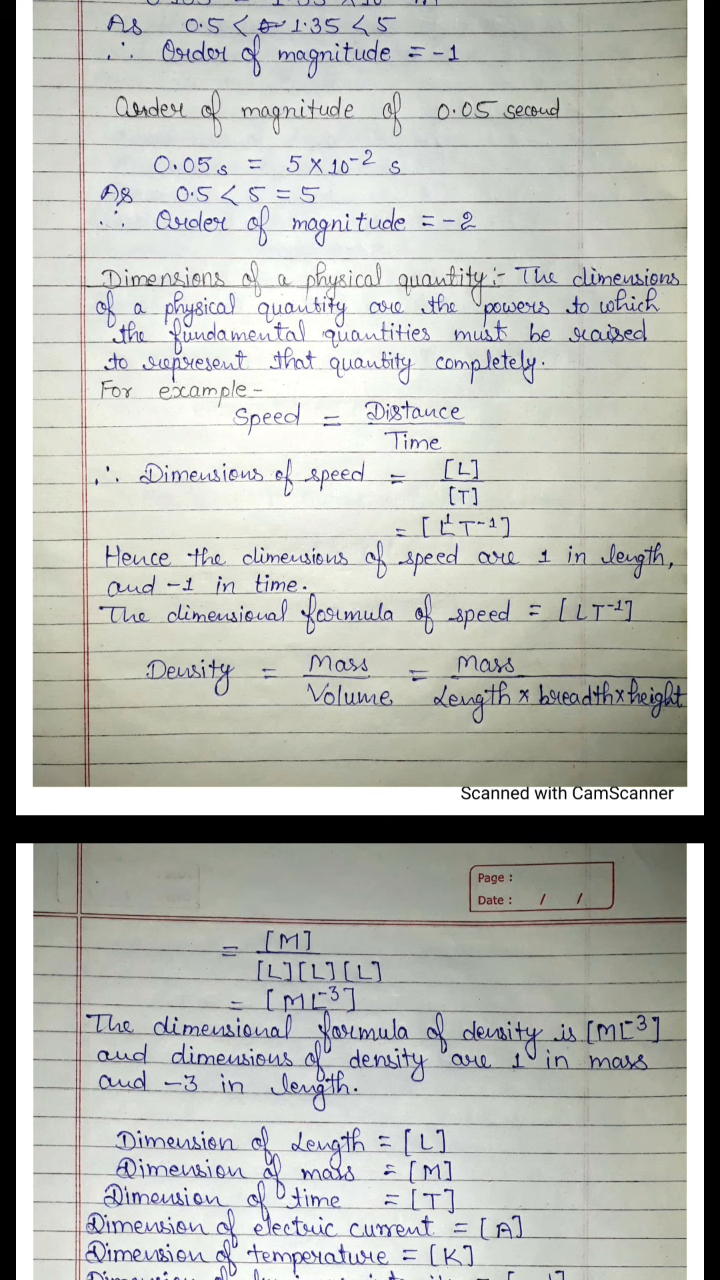 As 0.5 < 1.35 < 5
∴ Order of magnitude = -1
Order of magnitude of 0.05 second
0.05 s = 5 × 10⁻² s
As 0.5 < 5 = 5
∴ Order of magnitude = -2
Dimensions of a physical quantity :- The dimensions
of a physical quantity are the powers to which
the fundamental quantities must be raised
to represent that quantity completely.
For example -
Speed = Distance
Time
∴ Dimensions of speed = [L]
[T]
= [L¹T⁻¹]
Hence the dimensions of speed are 1 in length,
and -1 in time.
The dimensional formula of speed = [LT⁻¹]
Density = Mass = Mass
Volume Length × breadth × height
Scanned with CamScanner
Page :
Date : / /
= [M]
[L][L][L]
= [ML⁻³]
The dimensional formula of density is [ML⁻³]
and dimensions of density are 1 in mass
and -3 in length.
Dimension of Length = [L]
Dimension of mass = [M]
Dimension of time = [T]
Dimension of electric current = [A]
Dimension of temperature = [K]